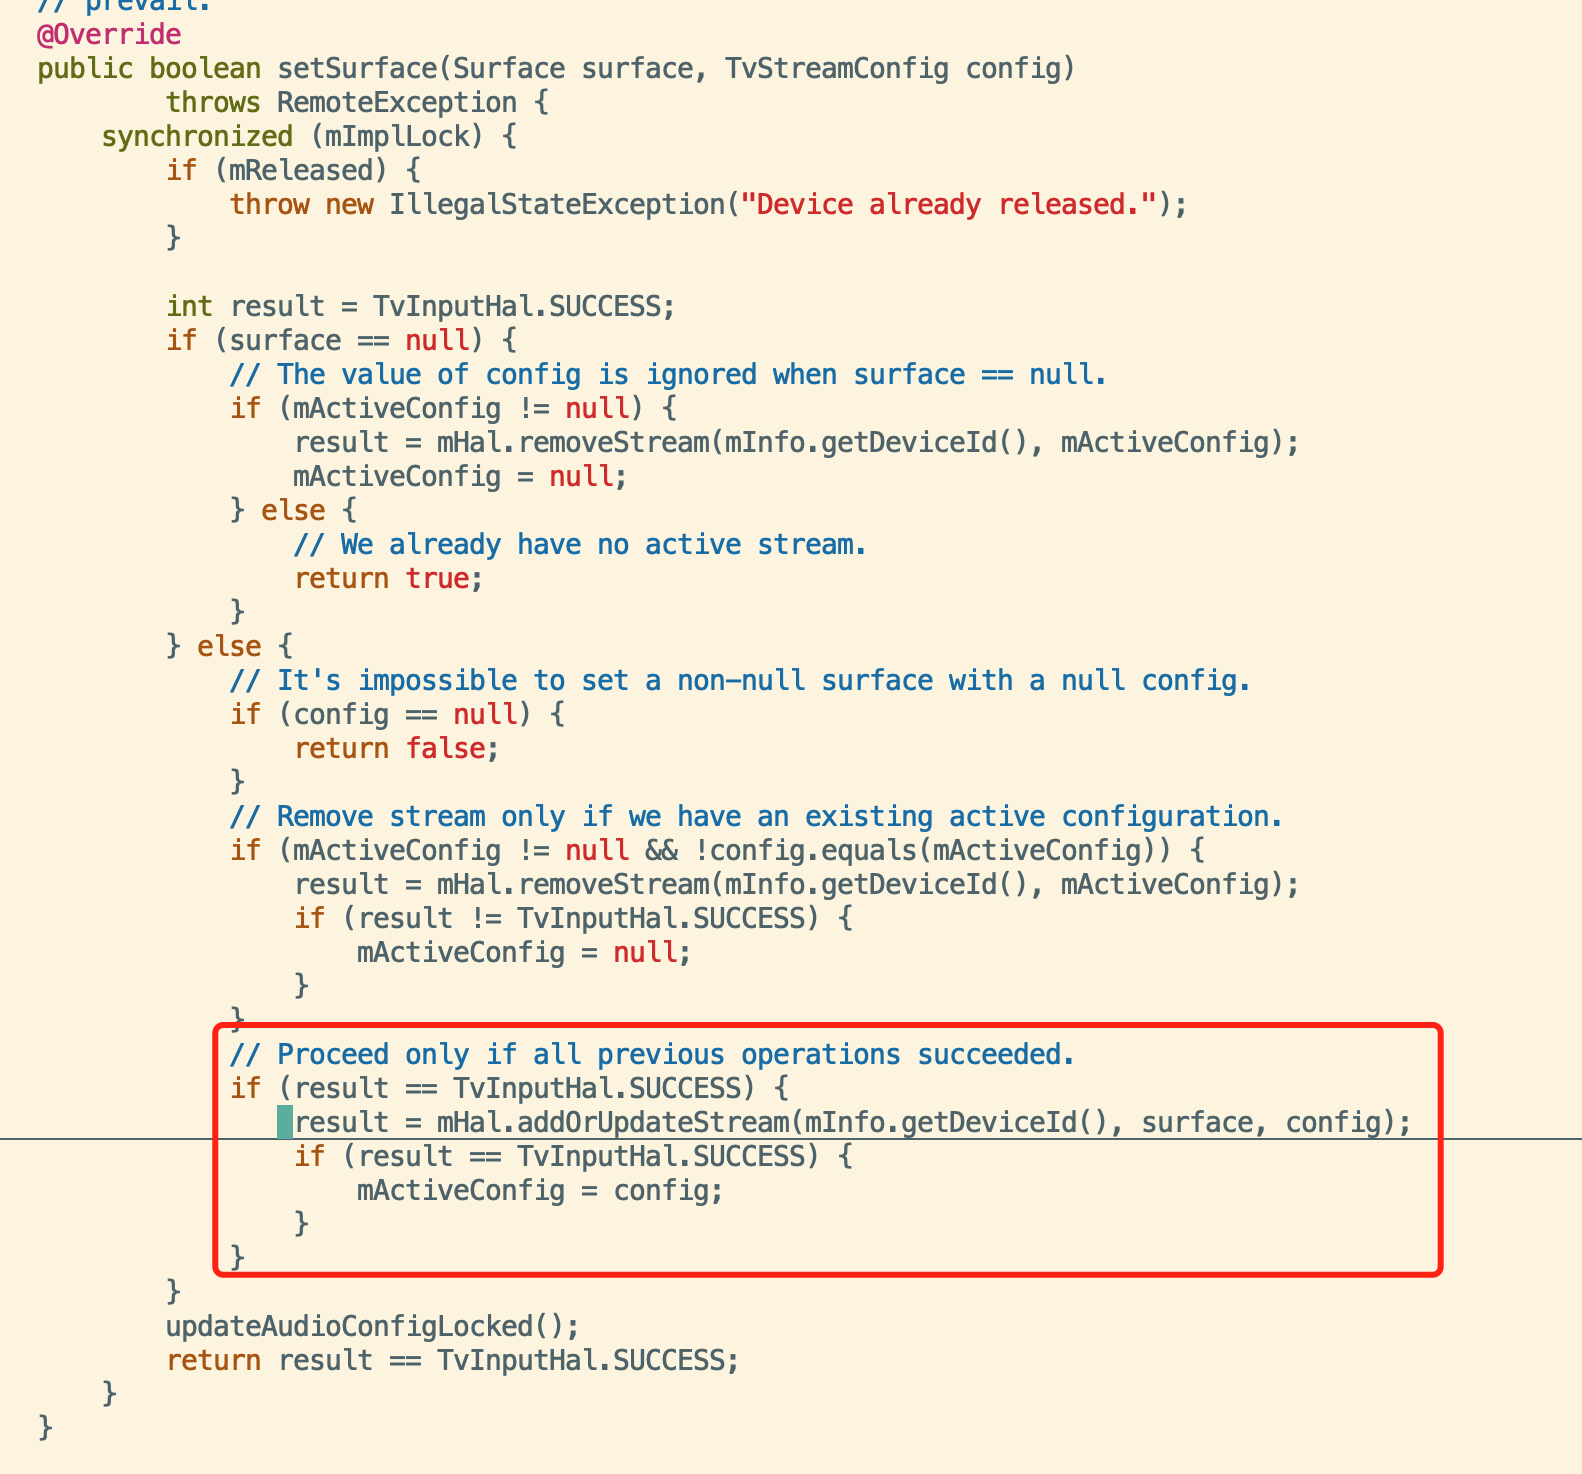 // prevail.
@Override
public boolean setSurface(Surface surface, TvStreamConfig config)
        throws RemoteException {
    synchronized (mImplLock) {
        if (mReleased) {
            throw new IllegalStateException("Device already released.");
        }

        int result = TvInputHal.SUCCESS;
        if (surface == null) {
            // The value of config is ignored when surface == null.
            if (mActiveConfig != null) {
                result = mHal.removeStream(mInfo.getDeviceId(), mActiveConfig);
                mActiveConfig = null;
            } else {
                // We already have no active stream.
                return true;
            }
        } else {
            // It's impossible to set a non-null surface with a null config.
            if (config == null) {
                return false;
            }
            // Remove stream only if we have an existing active configuration.
            if (mActiveConfig != null && !config.equals(mActiveConfig)) {
                result = mHal.removeStream(mInfo.getDeviceId(), mActiveConfig);
                if (result != TvInputHal.SUCCESS) {
                    mActiveConfig = null;
                }
            }
            // Proceed only if all previous operations succeeded.
            if (result == TvInputHal.SUCCESS) {
                result = mHal.addOrUpdateStream(mInfo.getDeviceId(), surface, config);
                if (result == TvInputHal.SUCCESS) {
                    mActiveConfig = config;
                }
            }
        }
        updateAudioConfigLocked();
        return result == TvInputHal.SUCCESS;
    }
}